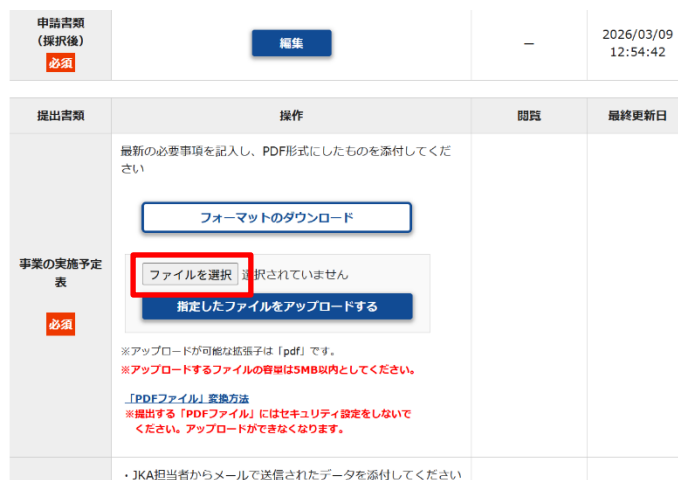 申請書類
（採択後）
必須
編集
－
2026/03/09
12:54:42
提出書類
操作
閲覧
最終更新日
事業の実施予定
表
必須
最新の必要事項を記入し、PDF形式にしたものを添付してくだ
さい
フォーマットのダウンロード
ファイルを選択 選択されていません
指定したファイルをアップロードする
※アップロードが可能な拡張子は「pdf」です。
※アップロードするファイルの容量は5MB以内としてください。
「PDFファイル」変換方法
※提出する「PDFファイル」にはセキュリティ設定をしないで
ください。アップロードができなくなります。
・JKA担当者からメールで送信されたデータを添付してください